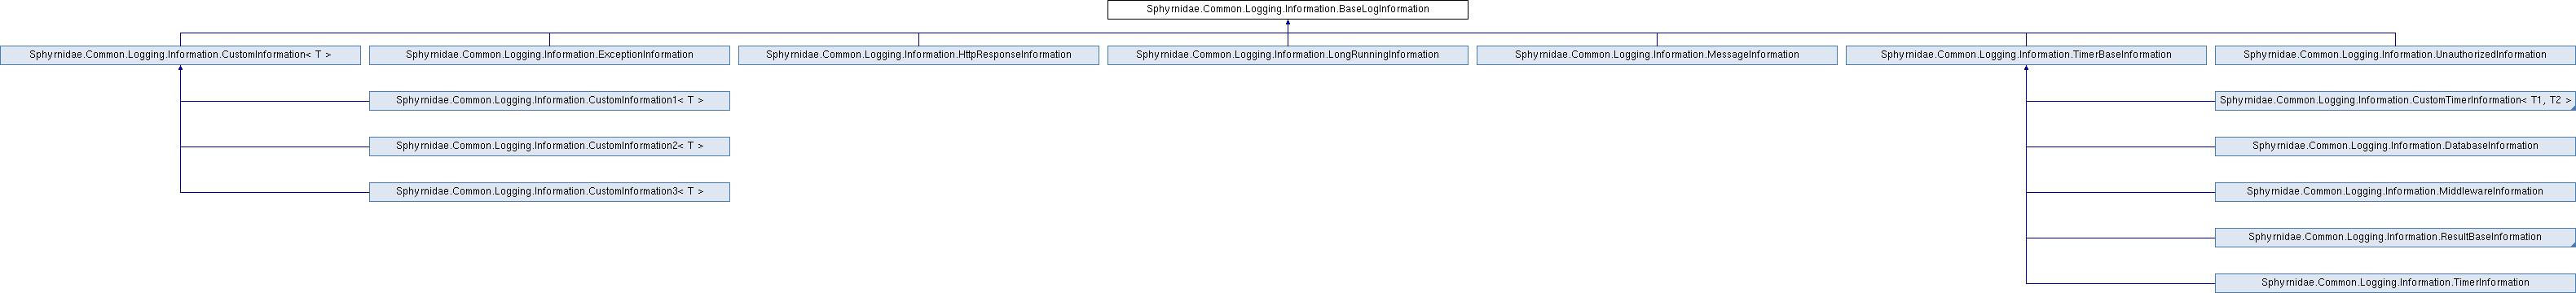 Sphyrnidae.Common.Logging.Information.BaseLogInformation
Sphyrnidae.Common.Logging.Information.CustomInformation< T >
Sphyrnidae.Common.Logging.Information.ExceptionInformation
Sphyrnidae.Common.Logging.Information.HttpResponseInformation
Sphyrnidae.Common.Logging.Information.LongRunningInformation
Sphyrnidae.Common.Logging.Information.MessageInformation
Sphyrnidae.Common.Logging.Information.TimerBaseInformation
Sphyrnidae.Common.Logging.Information.UnauthorizedInformation
Sphyrnidae.Common.Logging.Information.CustomInformation1< T >
Sphyrnidae.Common.Logging.Information.CustomTimerInformation< T1, T2 >
Sphyrnidae.Common.Logging.Information.CustomInformation2< T >
Sphyrnidae.Common.Logging.Information.DatabaseInformation
Sphyrnidae.Common.Logging.Information.CustomInformation3< T >
Sphyrnidae.Common.Logging.Information.MiddlewareInformation
Sphyrnidae.Common.Logging.Information.ResultBaseInformation
Sphyrnidae.Common.Logging.Information.TimerInformation